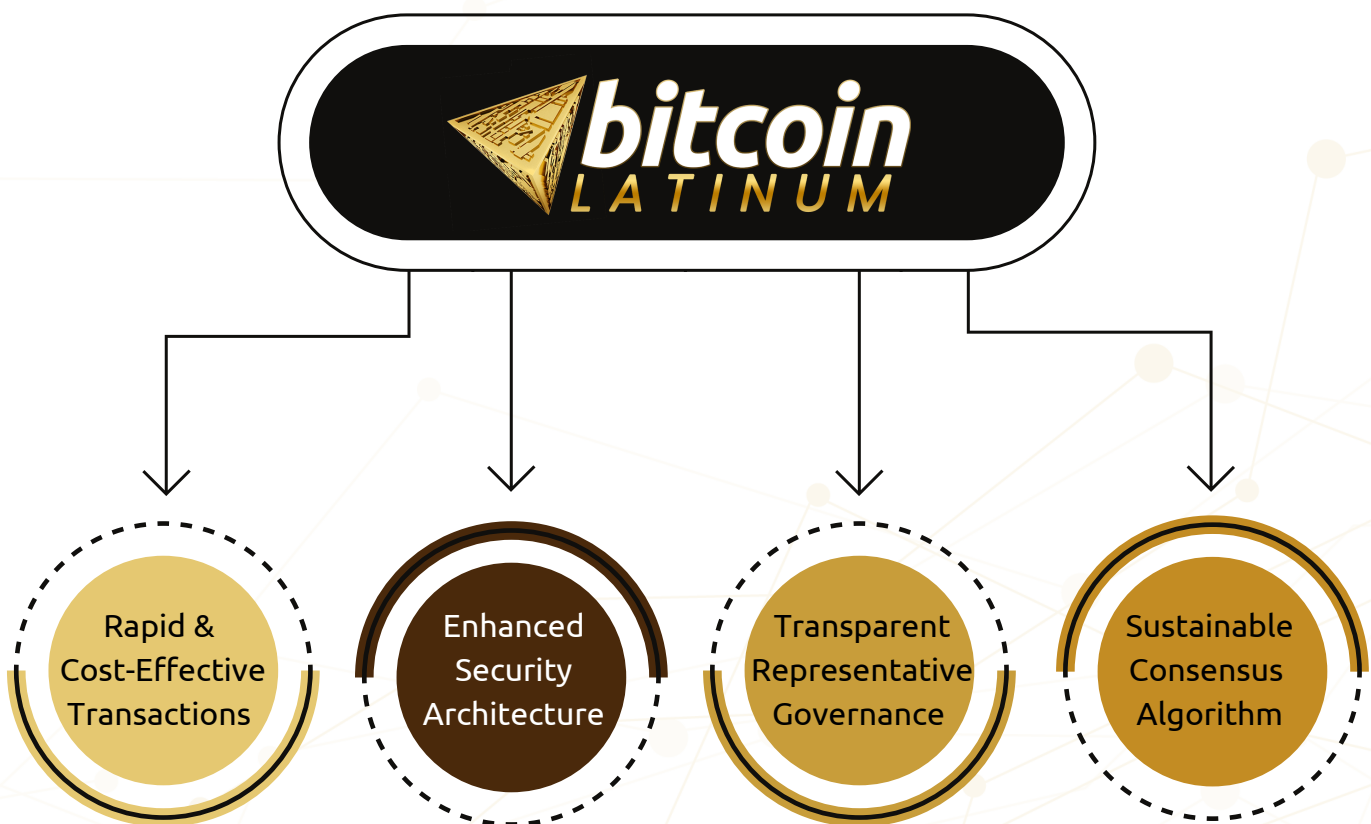 bitcoin
LATINUM
Rapid &
Cost-Effective
Transactions
Enhanced
Security
Architecture
Transparent
Representative
Governance
Sustainable
Consensus
Algorithm